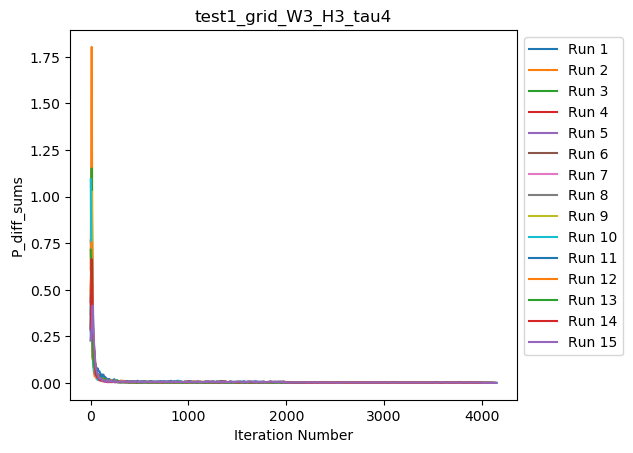 test1_grid_W3_H3_tau4
P_diff_sums
1.75
1.50
1.25
1.00
0.75
0.50
0.25
0.00
0
1000
2000
3000
4000
Iteration Number
Run 1
Run 2
Run 3
Run 4
Run 5
Run 6
Run 7
Run 8
Run 9
Run 10
Run 11
Run 12
Run 13
Run 14
Run 15